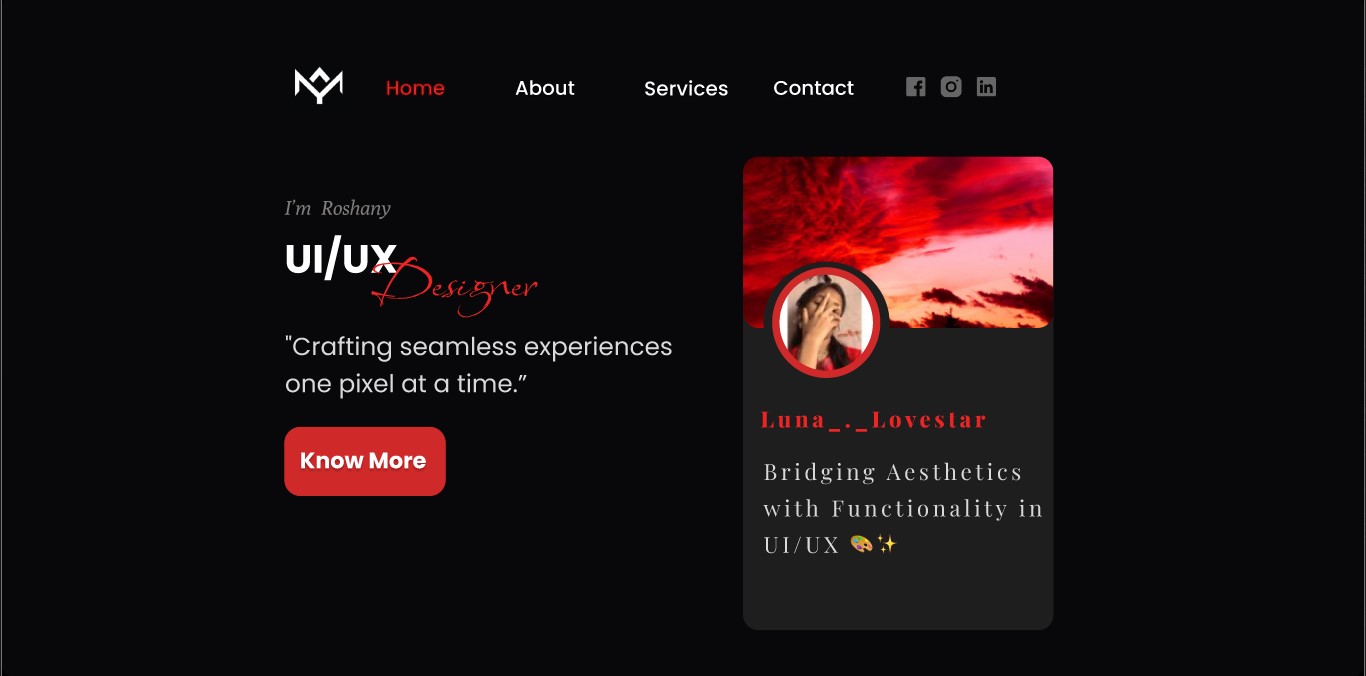 Home About Services Contact
I'm Roshany
UI/UX
Designer
"Crafting seamless experiences
one pixel at a time.”
Know More
Luna_._Lovestar
Bridging Aesthetics
with Functionality in
UI/UX 🎨✨